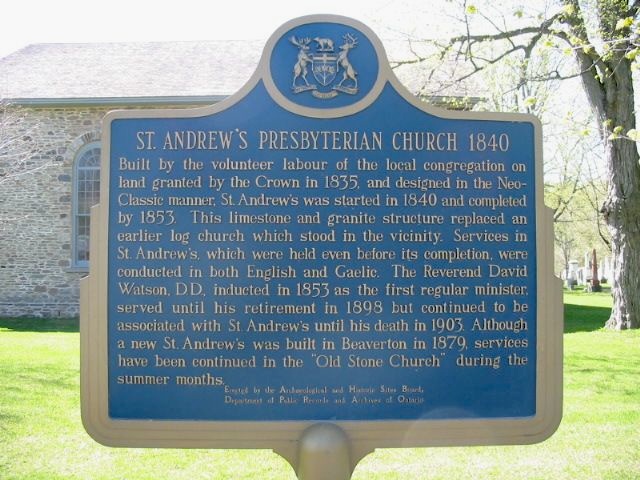 ST. ANDREW'S PRESBYTERIAN CHURCH 1840
Built by the volunteer labour of the local congregation on
land granted by the Crown in 1835, and designed in the Neo-
Classic manner, St. Andrew's was started in 1840 and completed
by 1853. This limestone and granite structure replaced an
earlier log church which stood in the vicinity. Services in
St. Andrew's, which were held even before its completion, were
conducted in both English and Gaelic. The Reverend David
Watson, D.D., inducted in 1853 as the first regular minister,
served until his retirement in 1898 but continued to be
associated with St. Andrew's until his death in 1903. Although
a new St. Andrew's was built in Beaverton in 1879, services
have been continued in the "Old Stone Church" during the
summer months.
Erected by the Archaeological and Historic Sites Board,
Department of Public Records and Archives of Ontario.